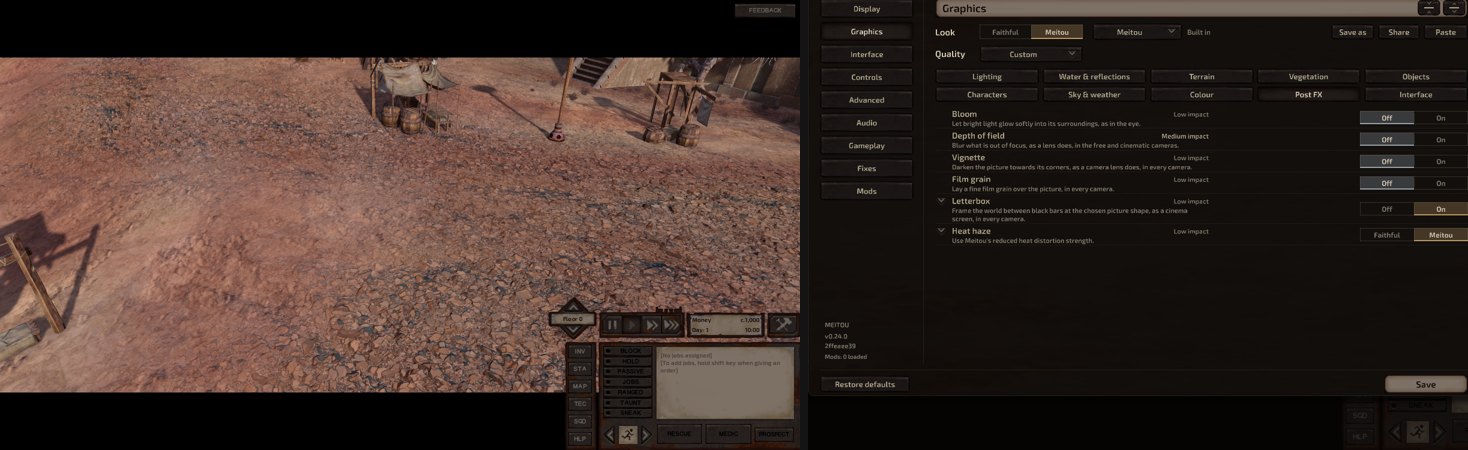 FEEDBACK
Floor 0
Money c.1,000
Day: 1 10:00
INV
STA
MAP
TEC
SQD
HLP
BLOCK
HOLD
PASSIVE
JOBS
RANGED
TAUNT
SNEAK
[No jobs assigned]
[To add jobs, hold shift key when giving an
order]
RESCUE
MEDIC
PROSPECT
Display
Graphics
Interface
Controls
Advanced
Audio
Gameplay
Fixes
Mods
MEITOU
v0.24.0
2ffeaee39
Mods: 0 loaded
Restore defaults
Graphics
Look Faithful Meitou Meitou Built in Save as Share Paste
Quality Custom
Lighting Water & reflections Terrain Vegetation Objects
Characters Sky & weather Colour Post FX Interface
Bloom Low impact Off On
Let bright light glow softly into its surroundings, as in the eye.
Depth of field Medium impact Off On
Blur what is out of focus, as a lens does, in the free and cinematic cameras.
Vignette Low impact Off On
Darken the picture towards its corners, as a camera lens does, in every camera.
Film grain Low impact Off On
Lay a fine film grain over the picture, in every camera.
Letterbox Low impact Off On
Frame the world between black bars at the chosen picture shape, as a cinema
screen, in every camera.
Heat haze Low impact Faithful Meitou
Use Meitou's reduced heat distortion strength.
Save
SNEAK
SQD
HLP